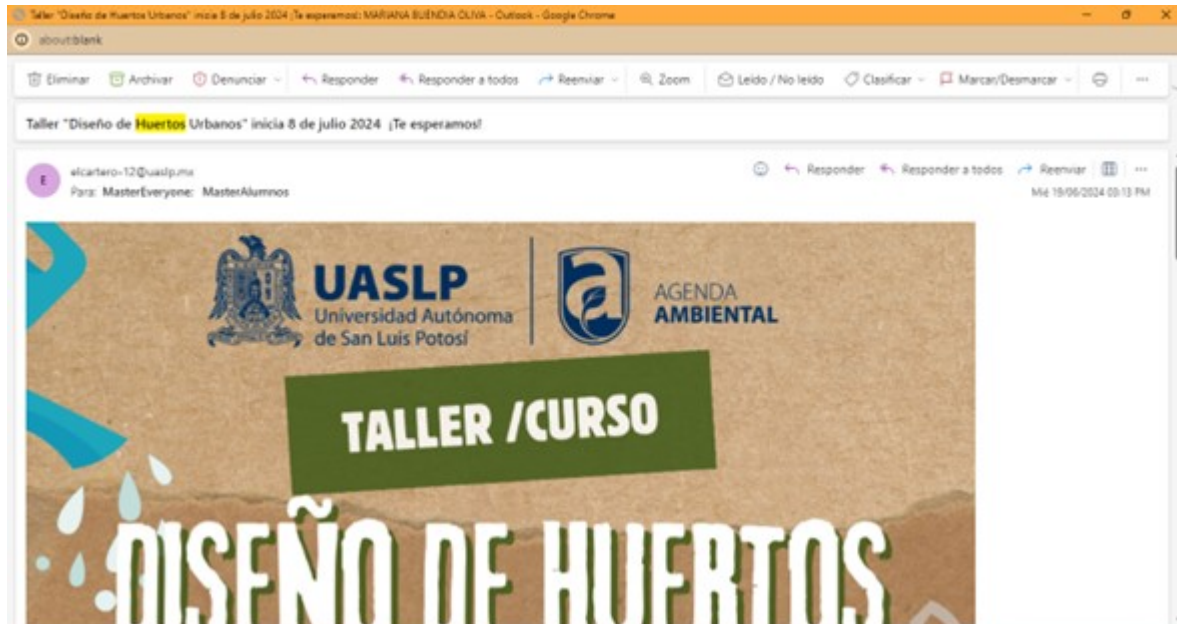 Taller "Diseño de Huertos Urbanos" inicia 8 de julio 2024 ¡Te esperamos!: MARIANA BUENDIA OLIVA - Outlook - Google Chrome
about:blank
Eliminar Archivar Denunciar Responder Responder a todos Reenviar Zoom Leído / No leído Clasificar Marcar/Desmarcar ...
Taller "Diseño de Huertos Urbanos" inicia 8 de julio 2024 ¡Te esperamos!
E
elcartero-12@uaslp.mx
Responder Responder a todos Reenviar ...
Para: MasterEveryone; MasterAlumnos
Mié 19/06/2024 03:13 PM
UASLP
Universidad Autónoma
de San Luis Potosí
AGENDA
AMBIENTAL
TALLER /CURSO
DISEÑO DE HUERTOS